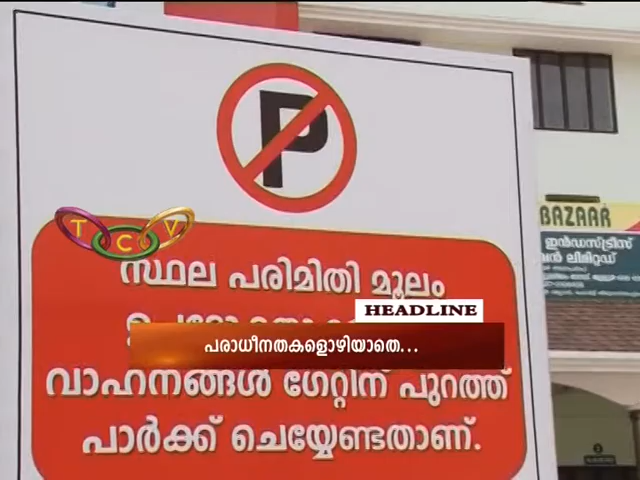 P
TCV
സ്ഥല പരിമിതി മൂലം
HEADLINE
പരാധീനതകളൊഴിയാതെ...
വാഹനങ്ങൾ ഗേറ്റിന് പുറത്ത്
പാർക്ക് ചെയ്യേണ്ടതാണ്.
BAZAAR
ഇൻഡസ്ട്രീസ്
ലിമിറ്റഡ്